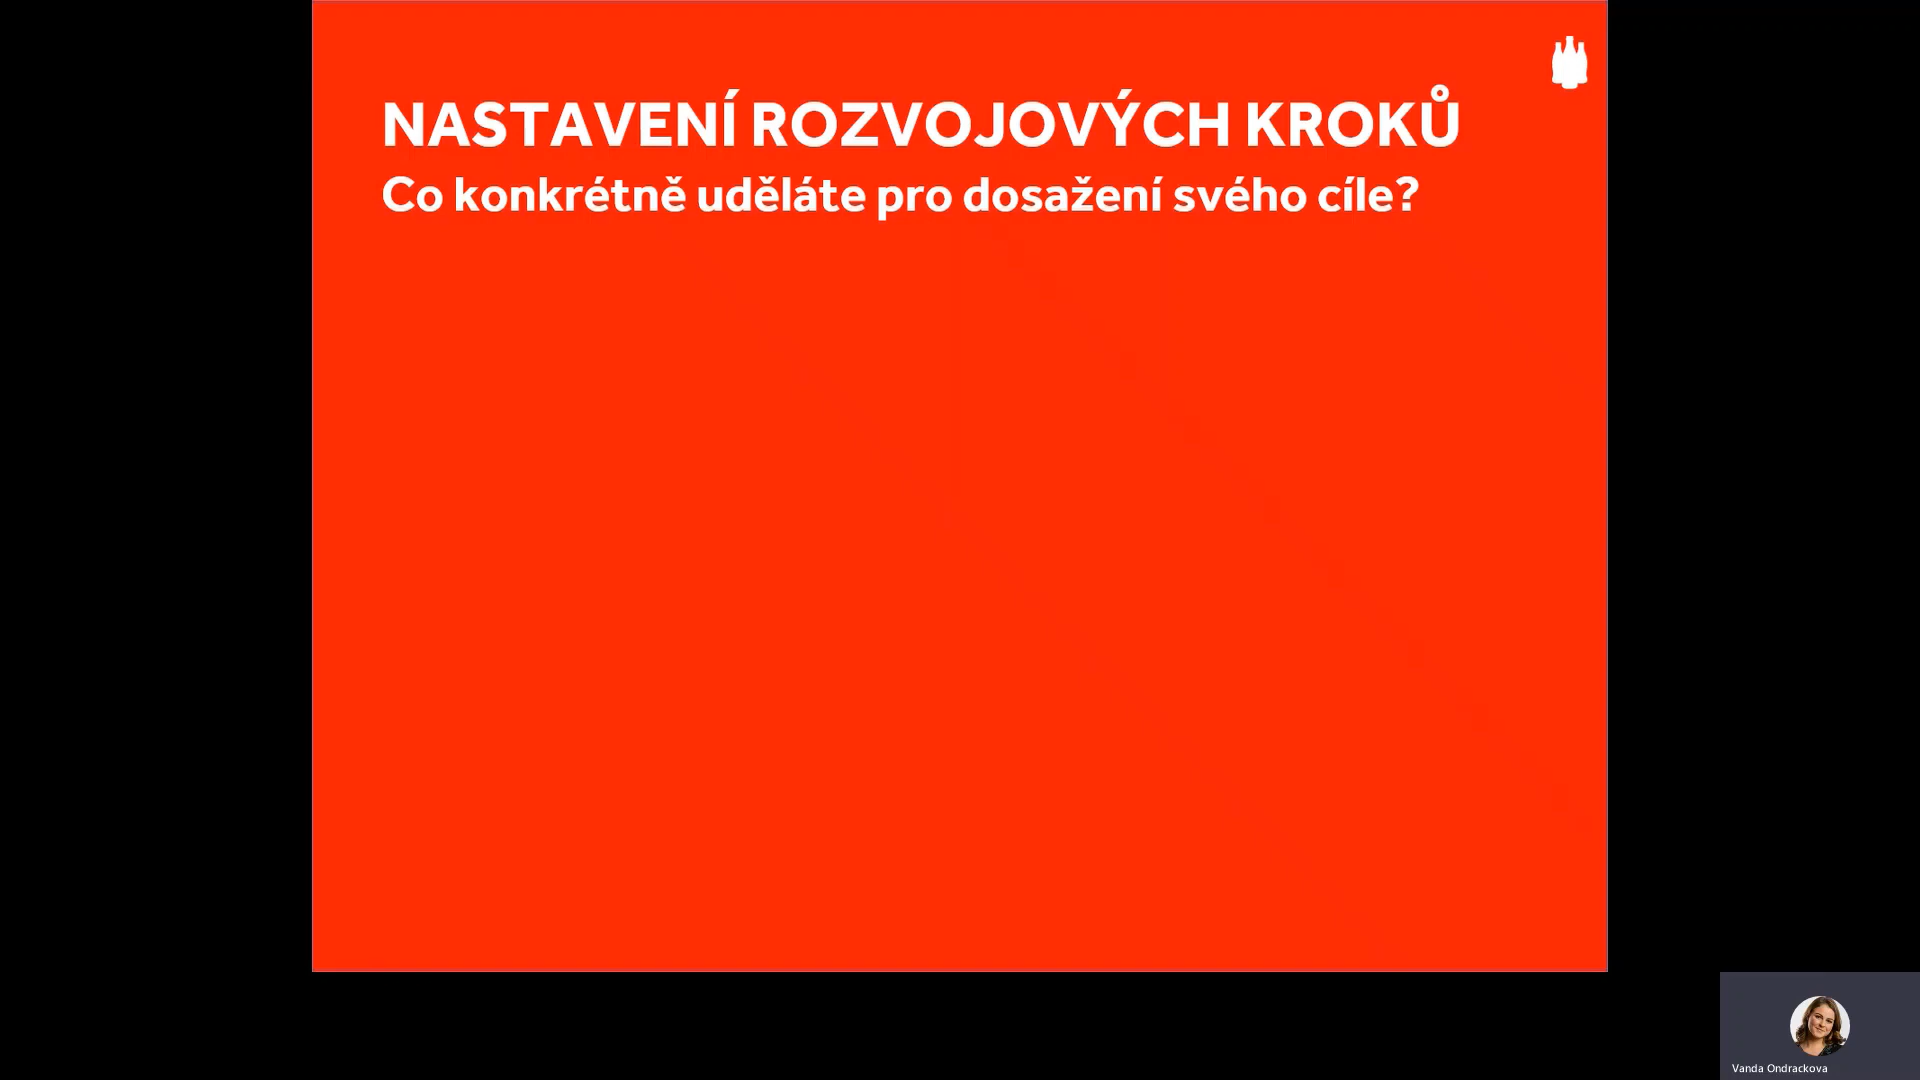 NASTAVENÍ ROZVOJOVÝCH KROKŮ
Co konkrétně uděláte pro dosažení svého cíle?
Vanda Ondrackova